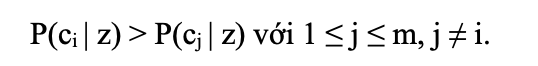 P(cᵢ | z) > P(cⱼ | z) với 1 ≤ j ≤ m, j ≠ i.